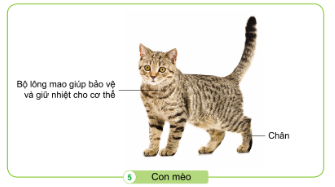 Bộ lông mao giúp bảo vệ
và giữ nhiệt cho cơ thể
Chân
5 Con mèo